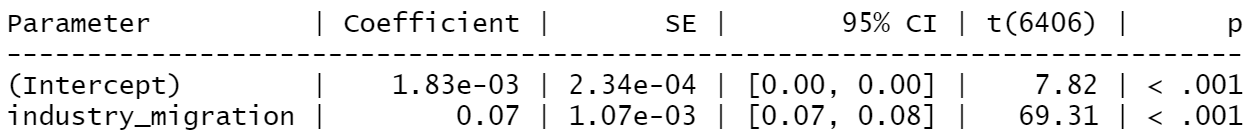 Parameter | Coefficient | SE | 95% CI | t(6406) | p
--------------------------------------------------------------------------------
(Intercept) | 1.83e-03 | 2.34e-04 | [0.00, 0.00] | 7.82 | < .001
industry_migration | 0.07 | 1.07e-03 | [0.07, 0.08] | 69.31 | < .001